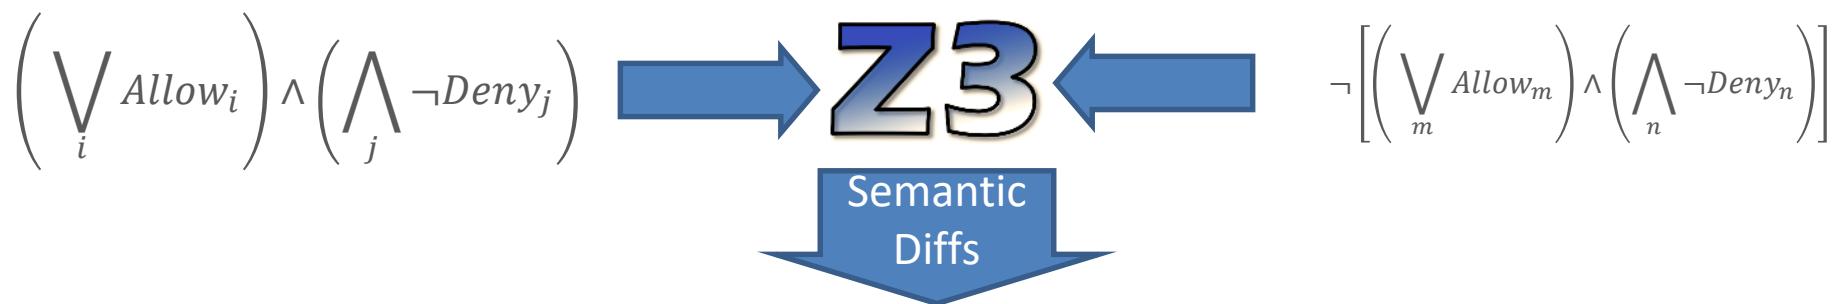 (⋁ᵢ Allowᵢ) ∧ (⋀ⱼ ¬Denyⱼ)
Z3
¬[(⋁ₘ Allowₘ) ∧ (⋀ₙ ¬Denyₙ)]
Semantic
Diffs